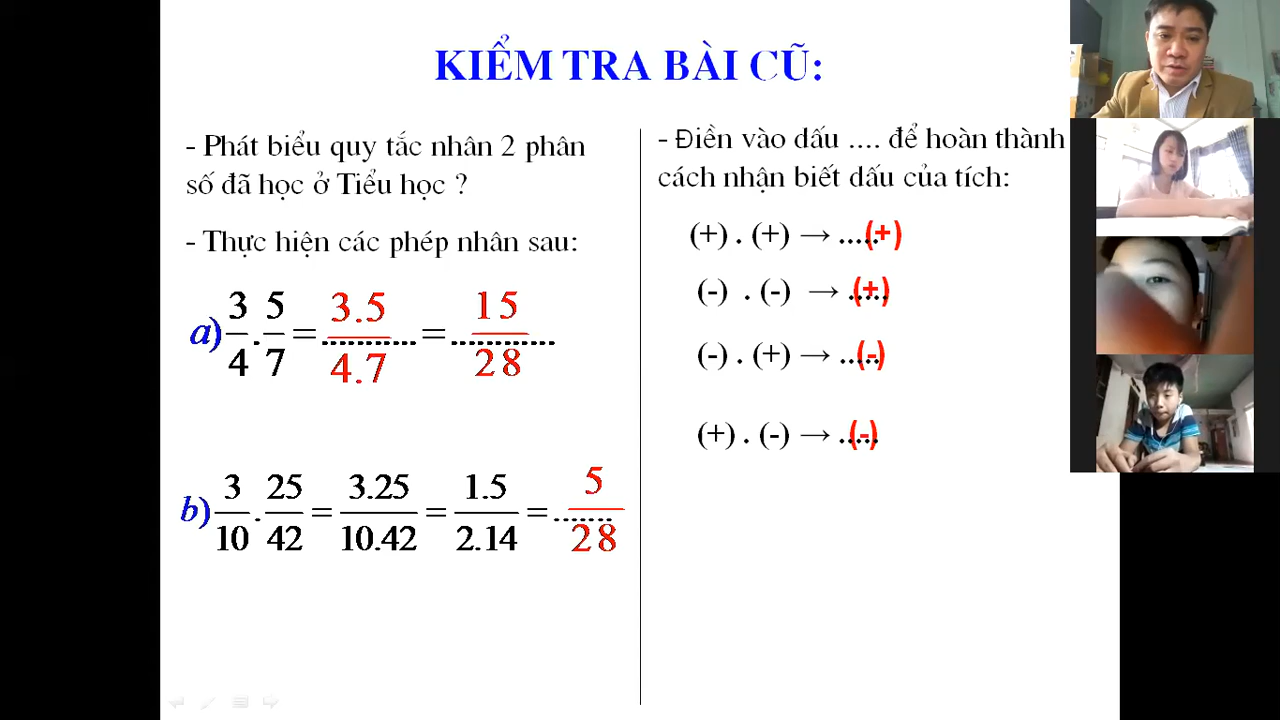 KIỂM TRA BÀI CŨ:
- Phát biểu quy tắc nhân 2 phân
số đã học ở Tiểu học ?
- Thực hiện các phép nhân sau:
a) 3/4 . 5/7 = 3.5/4.7 .......... = 15/28 ............
b) 3/10 . 25/42 = 3.25/10.42 = 1.5/2.14 = ....... 5/28
- Điền vào dấu .... để hoàn thành
cách nhận biết dấu của tích:
(+) . (+) → ..... (+)
(-) . (-) → ..... (+)
(-) . (+) → ..... (-)
(+) . (-) → ..... (-)